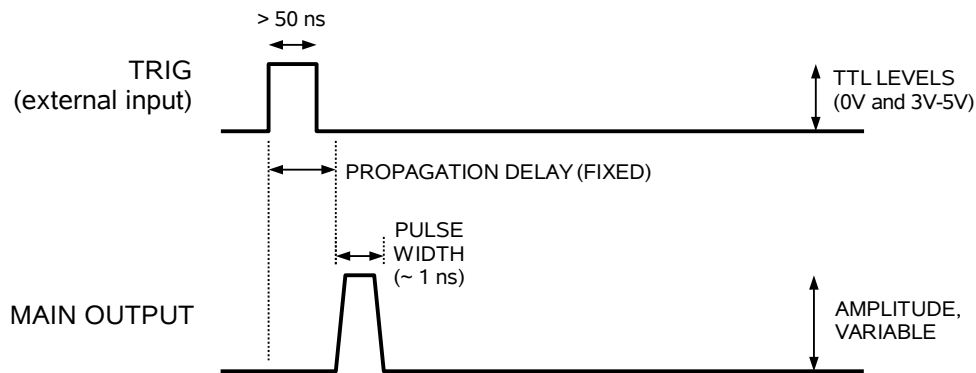 > 50 ns
TRIG
(external input)
TTL LEVELS
(0V and 3V-5V)
PROPAGATION DELAY (FIXED)
PULSE
WIDTH
(~ 1 ns)
MAIN OUTPUT
AMPLITUDE,
VARIABLE